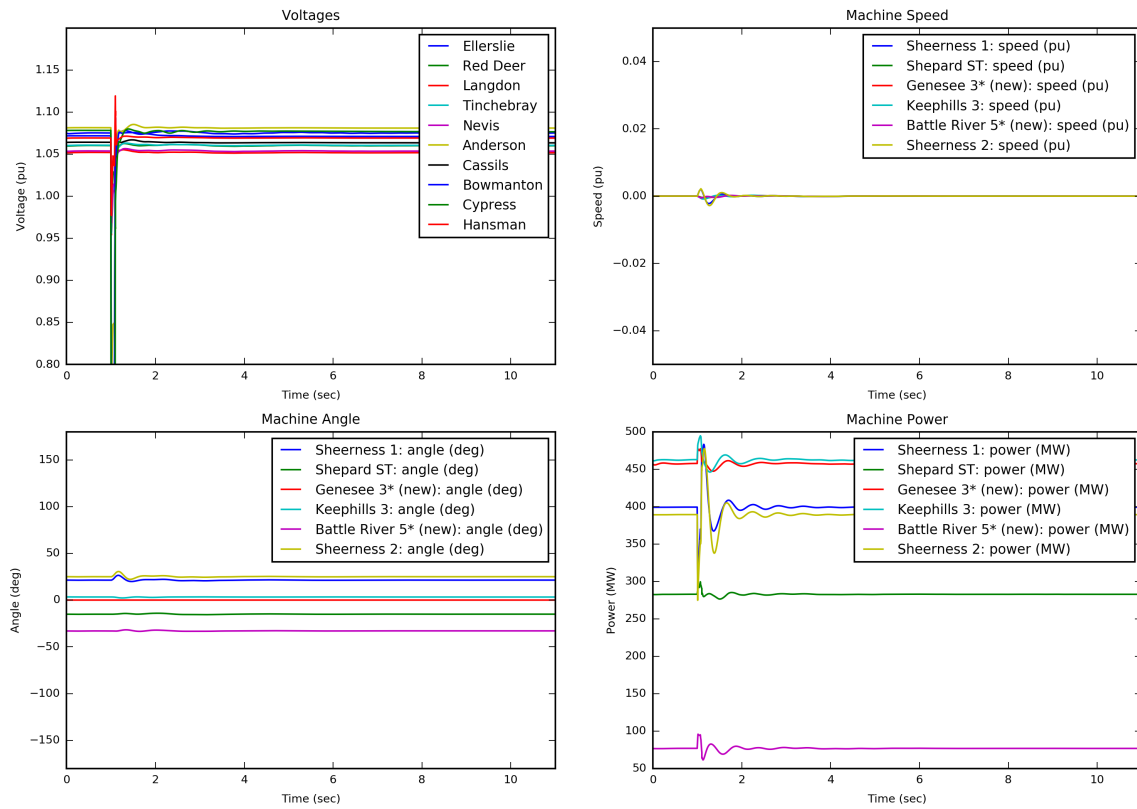 Voltages
1.15
1.10
1.05
1.00
0.95
0.90
0.85
0.80
Voltage (pu)
Ellerslie
Red Deer
Langdon
Tinchebray
Nevis
Anderson
Cassils
Bowmanton
Cypress
Hansman
0 2 4 6 8 10
Time (sec)
Machine Speed
0.04
0.02
0.00
−0.02
−0.04
Speed (pu)
Sheerness 1: speed (pu)
Shepard ST: speed (pu)
Genesee 3* (new): speed (pu)
Keephills 3: speed (pu)
Battle River 5* (new): speed (pu)
Sheerness 2: speed (pu)
0 2 4 6 8 10
Time (sec)
Machine Angle
150
100
50
0
−50
−100
−150
Angle (deg)
Sheerness 1: angle (deg)
Shepard ST: angle (deg)
Genesee 3* (new): angle (deg)
Keephills 3: angle (deg)
Battle River 5* (new): angle (deg)
Sheerness 2: angle (deg)
0 2 4 6 8 10
Time (sec)
Machine Power
500
450
400
350
300
250
200
150
100
50
Power (MW)
Sheerness 1: power (MW)
Shepard ST: power (MW)
Genesee 3* (new): power (MW)
Keephills 3: power (MW)
Battle River 5* (new): power (MW)
Sheerness 2: power (MW)
0 2 4 6 8 10
Time (sec)